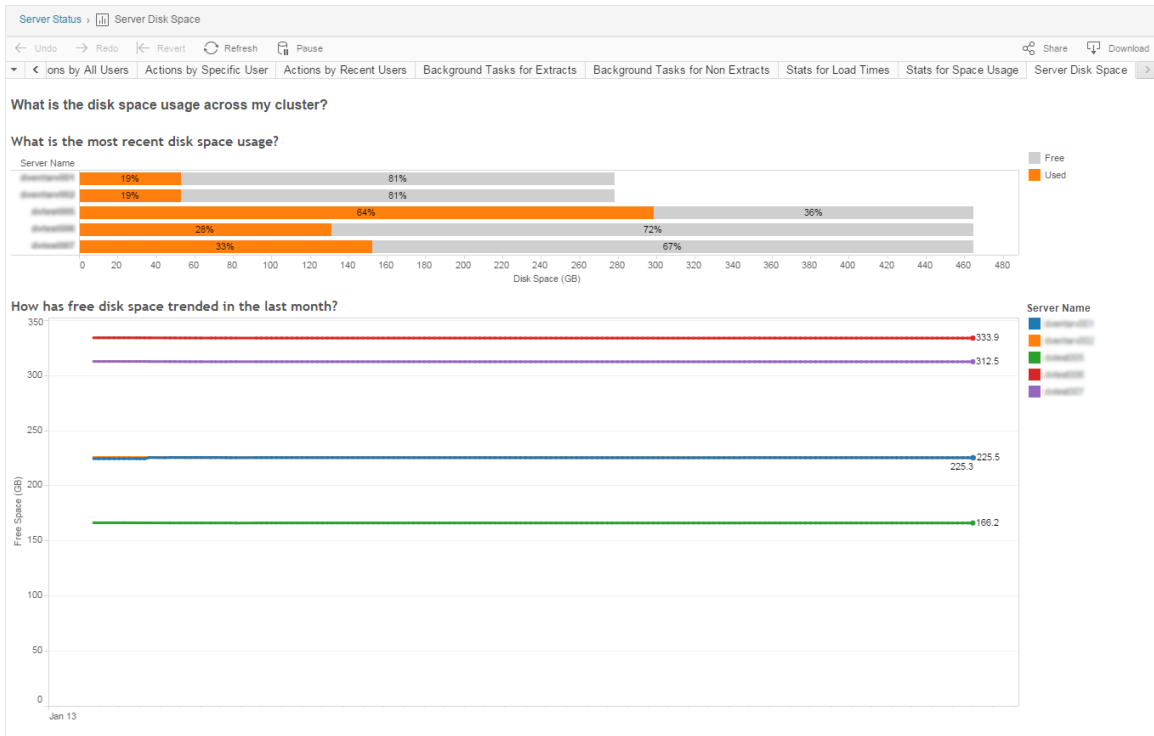 Server Status › Server Disk Space
Undo Redo Revert Refresh Pause Share Download
ons by All Users Actions by Specific User Actions by Recent Users Background Tasks for Extracts Background Tasks for Non Extracts Stats for Load Times Stats for Space Usage Server Disk Space
What is the disk space usage across my cluster?
What is the most recent disk space usage?
Server Name
19% 81%
19% 81%
64% 36%
28% 72%
33% 67%
0 20 40 60 80 100 120 140 160 180 200 220 240 260 280 300 320 340 360 380 400 420 440 460 480
Disk Space (GB)
Free
Used
How has free disk space trended in the last month?
350
300
250
200
150
100
50
0
Free Space (GB)
333.9
312.5
225.5
225.3
166.2
Jan 13
Server Name